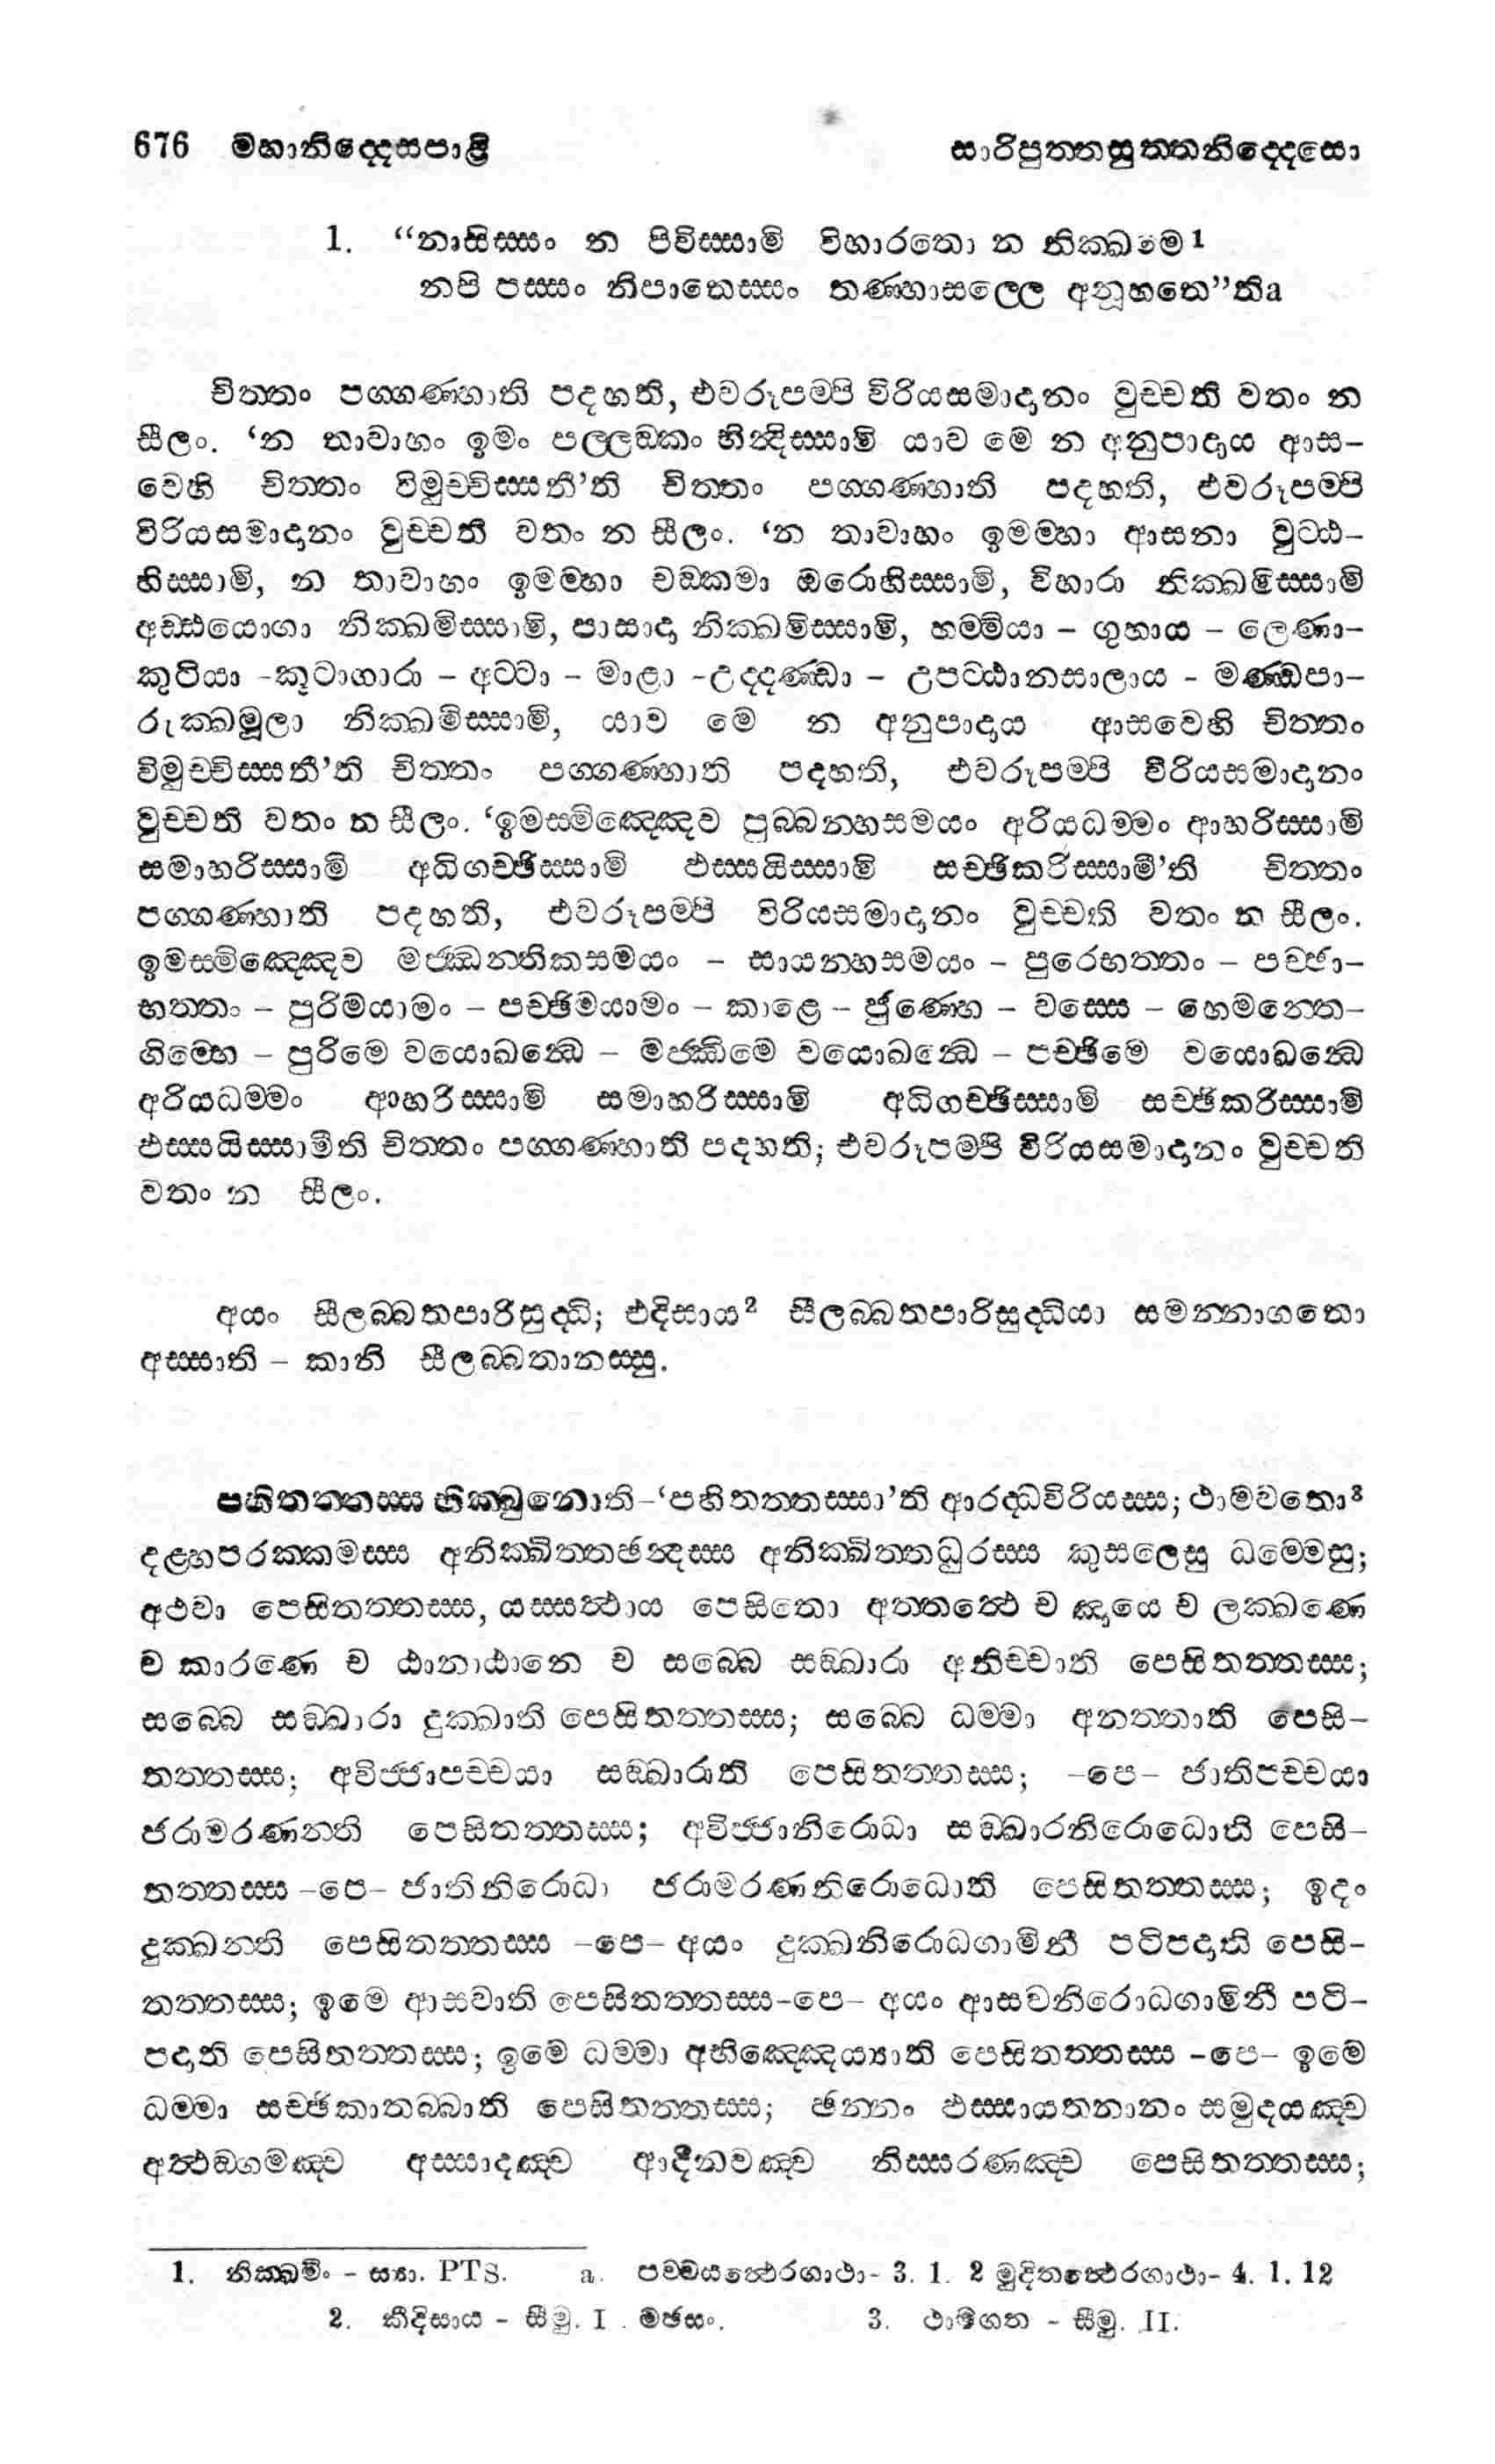 676 මහානිද්දෙසපාළි සාරිපුත්තසුත්තනිද්දෙසො
1. “නාසිස්සං න පිවිස්සාමි විහාරතො න නික්ඛමෙ1
නපි පස්සං නිපාතෙස්සං තණ්හාසල්ලෙ අනූහතෙ”තිa
චිත්තං පග්ගණ්හාති පදහති, එවරූපම්පි විරියසමාදානං වුච්චති වතං න
සීලං. ‘න තාවාහං ඉමං පල්ලඞ්කං භින්දිස්සාමි යාව මෙ න අනුපාදාය ආස–
වෙහි චිත්තං විමුච්චිස්සතී’ති චිත්තං පග්ගණ්හාති පදහති, එවරූපම්පි
විරියසමාදානං වුච්චති වතං න සීලං. ‘න තාවාහං ඉමම්හා ආසනා වුට්ඨ–
හිස්සාමි, න තාවාහං ඉමම්හා චඞ්කමා ඔරොහිස්සාමි, විහාරා නික්ඛමිස්සාමි
අඩ්ඪයොගා නික්ඛමිස්සාමි, පාසාදා නික්ඛමිස්සාමි, හම්මියා – ගුහාය – ලෙණා–
කුටියා -කූටාගාරා – අට්ටා – මාළා -උද්දණ්ඩා – උපට්ඨානසාලාය - මණ්ඩපා–
රුක්ඛමූලා නික්ඛමිස්සාමි, යාව මෙ න අනුපාදාය ආසවෙහි චිත්තං
විමුච්චිස්සතී’ති චිත්තං පග්ගණ්හාති පදහති, එවරූපම්පි විරියසමාදානං
වුච්චති වතං න සීලං. ‘ඉමස්මිඤ්ඤෙව පුබ්බන්හසමයං අරියධම්මං ආහරිස්සාමි
සමාහරිස්සාමි අධිගච්ඡිස්සාමි ඵස්සයිස්සාමි සච්ඡිකරිස්සාමී’ති චිත්තං
පග්ගණ්හාති පදහති, එවරූපම්පි විරියසමාදානං වුච්චති වතං න සීලං.
ඉමස්මිඤ්ඤෙව මජ්ඣන්තිකසමයං – සායන්හසමයං – පුරෙභත්තං – පච්ඡා–
භත්තං – පුරිමයාමං – පච්ඡිමයාමං – කාළෙ – ජුණ්හෙ – වස්සෙ – හෙමන්තෙ–
ගිම්හෙ – පුරිමෙ වයොඛන්ධෙ – මජ්ඣිමෙ වයොඛන්ධෙ – පච්ඡිමෙ වයොඛන්ධෙ
අරියධම්මං ආහරිස්සාමි සමාහරිස්සාමි අධිගච්ඡිස්සාමි සච්ඡිකරිස්සාමි
ඵස්සයිස්සාමීති චිත්තං පග්ගණ්හාති පදහති; එවරූපම්පි විරියසමාදානං වුච්චති
වතං න සීලං.
අයං සීලබ්බතපාරිසුද්ධි; එදිසාය2 සීලබ්බතපාරිසුද්ධියා සමන්නාගතො
අස්සාති – කානි සීලබ්බතානස්සු.
පහිතත්තස්ස භික්ඛුනොති–‘පහිතත්තස්සා’ති ආරද්ධවිරියස්ස; ථාමවතො3
දළ්හපරක්කමස්ස අනික්ඛිත්තඡන්දස්ස අනික්ඛිත්තධුරස්ස කුසලෙසු ධම්මෙසු;
අථවා පෙසිතත්තස්ස, යස්සත්ථාය පෙසිතො අත්තත්ථෙ ච ඤායෙ ච ලක්ඛණෙ
ච කාරණෙ ච ඨානාඨානෙ ච සබ්බෙ සඞ්ඛාරා අනිච්චාති පෙසිතත්තස්ස;
සබ්බෙ සඞ්ඛාරා දුක්ඛාති පෙසිතත්තස්ස; සබ්බෙ ධම්මා අනත්තාති පෙසි–
තත්තස්ස; අවිජ්ජාපච්චයා සඞ්ඛාරාති පෙසිතත්තස්ස; –පෙ– ජාතිපච්චයා
ජරාමරණන්ති පෙසිතත්තස්ස; අවිජ්ජානිරොධා සඞ්ඛාරනිරොධොති පෙසි–
තත්තස්ස –පෙ– ජාතිනිරොධා ජරාමරණනිරොධොති පෙසිතත්තස්ස; ඉදං
දුක්ඛන්ති පෙසිතත්තස්ස –පෙ– අයං දුක්ඛනිරොධගාමිනී පටිපදාති පෙසි–
තත්තස්ස; ඉමෙ ආසවාති පෙසිතත්තස්ස–පෙ– අයං ආසවනිරොධගාමිනී පටි–
පදාති පෙසිතත්තස්ස; ඉමෙ ධම්මා අභිඤ්ඤෙය්‍යාති පෙසිතත්තස්ස –පෙ– ඉමෙ
ධම්මා සච්ඡිකාතබ්බාති පෙසිතත්තස්ස; ඡන්නං ඵස්සායතනානං සමුදයඤ්ච
අත්ථඞ්ගමඤ්ච අස්සාදඤ්ච ආදීනවඤ්ච නිස්සරණඤ්ච පෙසිතත්තස්ස;
1. නික්ඛමිං – ස්‍යා. PTS. a. පච්චයත්ථෙරගාථා– 3. 1. 2 මුදිතත්ථෙරගාථා– 4. 1. 12
2. කීදිසාය – සීමු. I . මඡසං. 3. ථාමගත – සීමු. II.